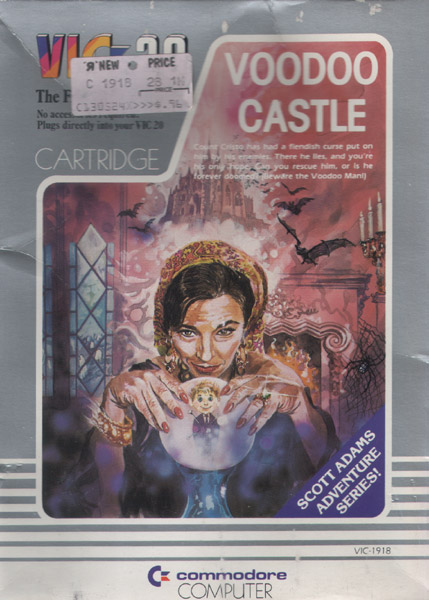 VIC 20
NEW PRICE
C 1918
The
No
Plugs directly into your VIC 20
CARTRIDGE
VOODOO
CASTLE
Count Cristo has had a fiendish curse put on
him by his enemies. There he lies, and you're
his only hope. Can you rescue him, or is he
forever doomed? (Beware the Voodoo Man!)
SCOTT ADAMS
ADVENTURE
SERIES!
VIC-1918
commodore
COMPUTER